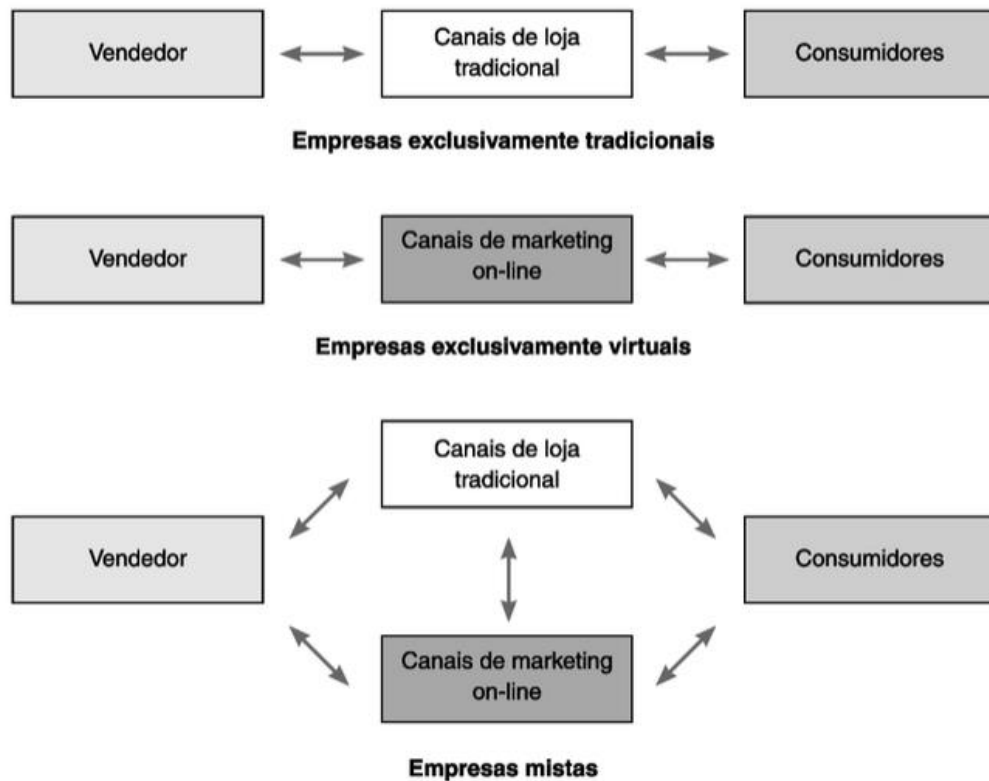 Vendedor
Canais de loja
tradicional
Consumidores
Empresas exclusivamente tradicionais
Vendedor
Canais de marketing
on-line
Consumidores
Empresas exclusivamente virtuais
Canais de loja
tradicional
Vendedor
Consumidores
Canais de marketing
on-line
Empresas mistas